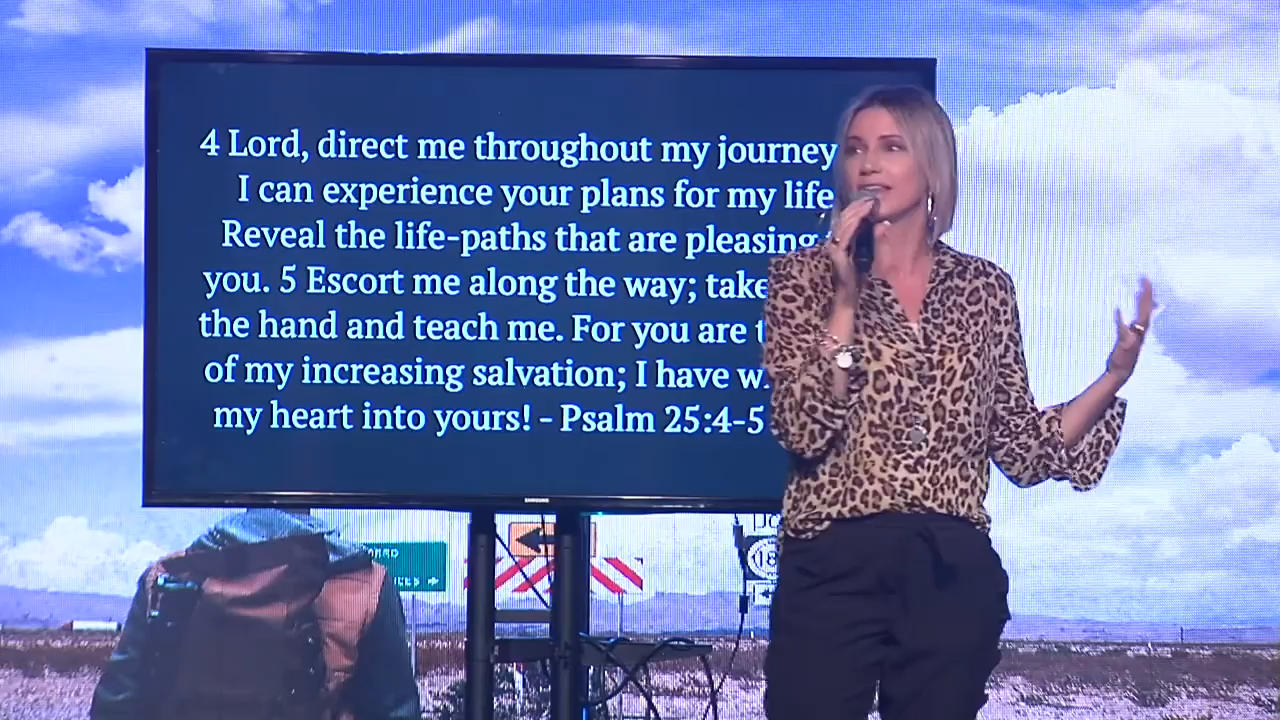 4 Lord, direct me throughout my journey
I can experience your plans for my life
Reveal the life-paths that are pleasing
you. 5 Escort me along the way; take
the hand and teach me. For you are
of my increasing salvation; I have
my heart into yours! - Psalm 25:4-5
SAMSUNG